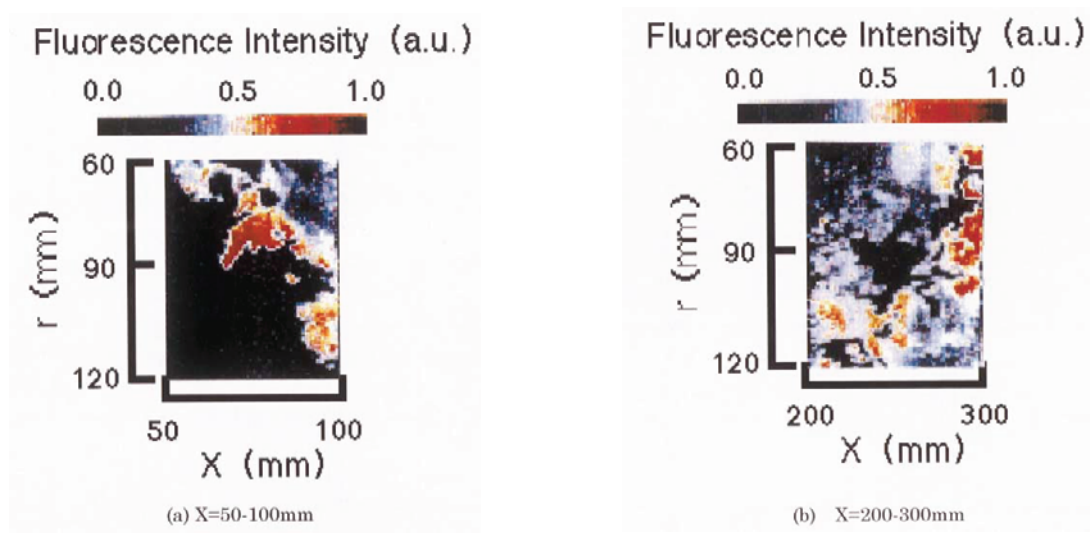 Fluorescence Intensity (a.u.)
0.0 0.5 1.0
60
90
120
r (mm)
50 100
X (mm)
(a) X=50-100mm
Fluorescence Intensity (a.u.)
0.0 0.5 1.0
60
90
120
r (mm)
200 300
X (mm)
(b) X=200-300mm